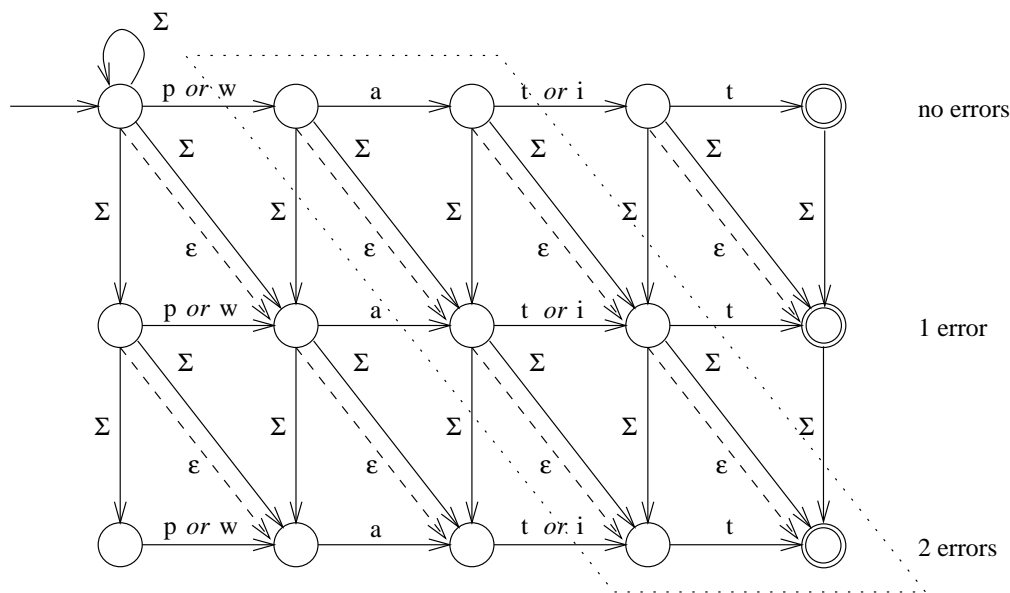 Σ
p or w a t or i t no errors
Σ Σ Σ Σ
Σ Σ Σ Σ Σ
ε ε ε ε
p or w a t or i t 1 error
Σ Σ Σ Σ
Σ Σ Σ Σ Σ
ε ε ε ε
p or w a t or i t 2 errors